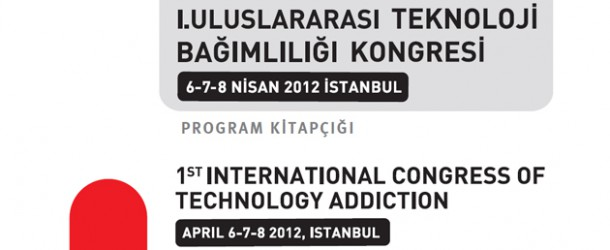 I.ULUSLARARASI TEKNOLOJİ
BAĞIMLILIĞI KONGRESİ
6-7-8 NİSAN 2012 İSTANBUL
PROGRAM KİTAPÇIĞI
1ST INTERNATIONAL CONGRESS OF
TECHNOLOGY ADDICTION
APRIL 6-7-8 2012, ISTANBUL